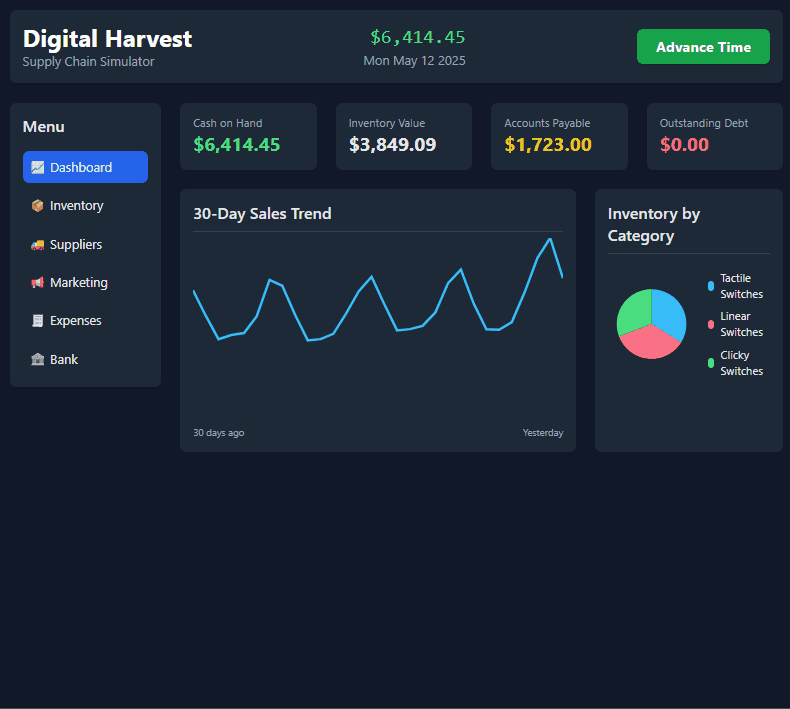 Digital Harvest
Supply Chain Simulator
$6,414.45
Mon May 12 2025
Advance Time
Menu
Dashboard
Inventory
Suppliers
Marketing
Expenses
Bank
Cash on Hand
$6,414.45
Inventory Value
$3,849.09
Accounts Payable
$1,723.00
Outstanding Debt
$0.00
30-Day Sales Trend
30 days ago
Yesterday
Inventory by
Category
Tactile
Switches
Linear
Switches
Clicky
Switches